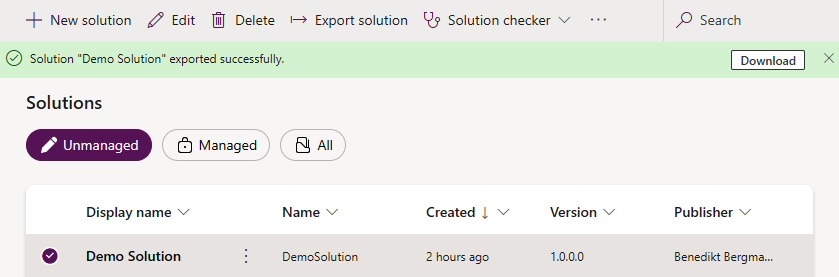 + New solution Edit Delete Export solution Solution checker ... Search
Solution "Demo Solution" exported successfully. Download
Solutions
Unmanaged Managed All
Display name Name Created Version Publisher
Demo Solution DemoSolution 2 hours ago 1.0.0.0 Benedikt Bergma...